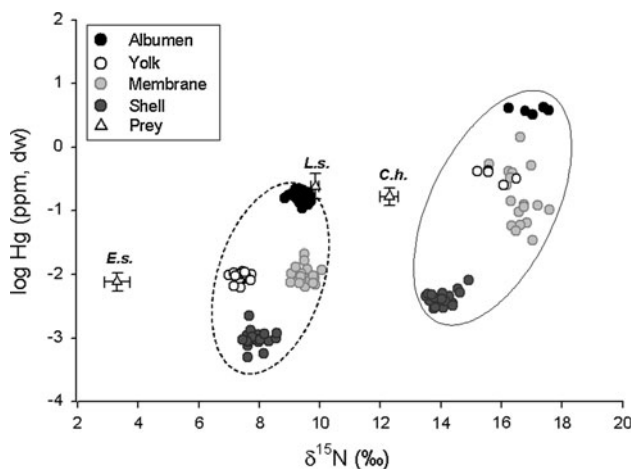 Albumen
Yolk
Membrane
Shell
Prey
2
1
0
-1
-2
-3
-4
log Hg (ppm, dw)
L.s.
C.h.
E.s.
2 4 6 8 10 12 14 16 18 20
δ¹⁵N (‰)